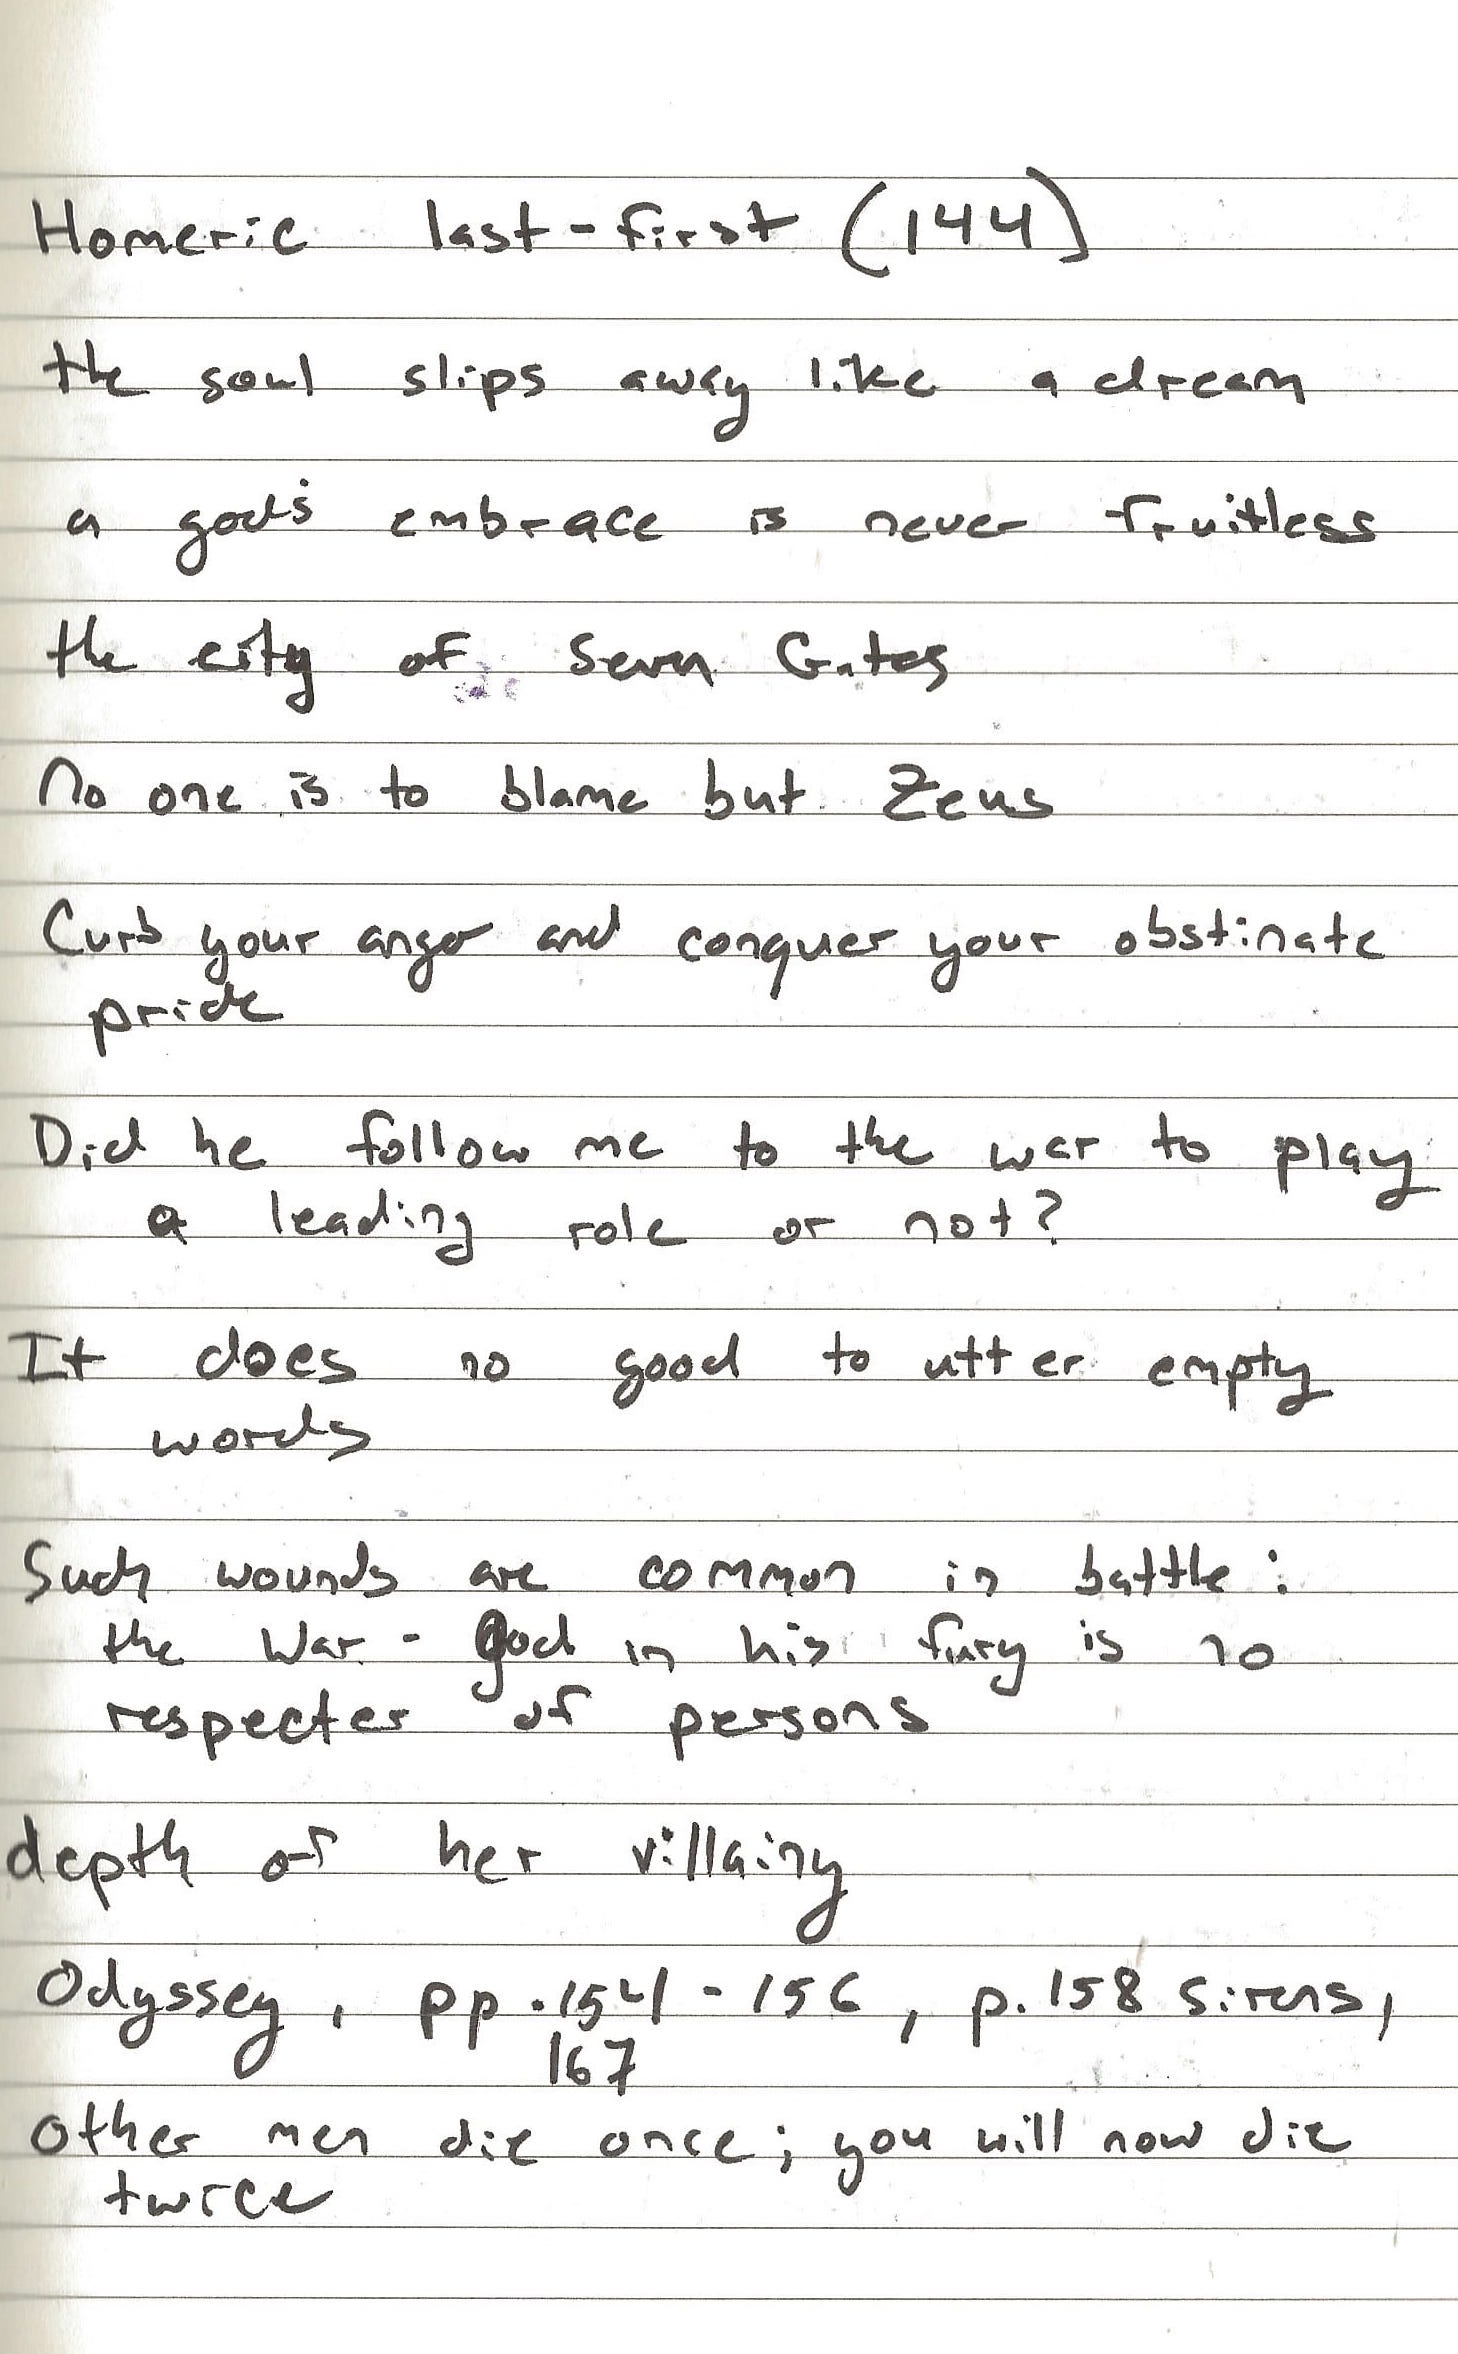 Homeric last-first (144)
the soul slips away like a dream
a god's embrace is never fruitless
the city of Seven Gates
No one is to blame but Zeus
Curb your anger and conquer your obstinate
pride
Did he follow me to the war to play
a leading role or not?
It does no good to utter empty
words
Such wounds are common in battle:
the War-God in his fury is no
respecter of persons
depth of her villainy
Odyssey, pp. 154-156, p. 158 Sirens,
167
Other men die once; you will now die
twice